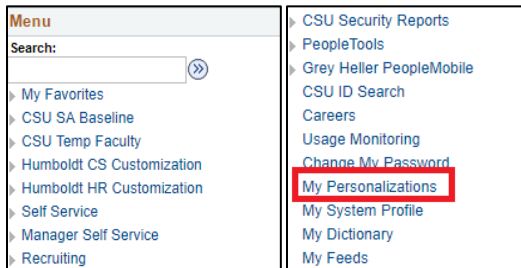 Menu
Search:
My Favorites
CSU SA Baseline
CSU Temp Faculty
Humboldt CS Customization
Humboldt HR Customization
Self Service
Manager Self Service
Recruiting
CSU Security Reports
PeopleTools
Grey Heller PeopleMobile
CSU ID Search
Careers
Usage Monitoring
Change My Password
My Personalizations
My System Profile
My Dictionary
My Feeds